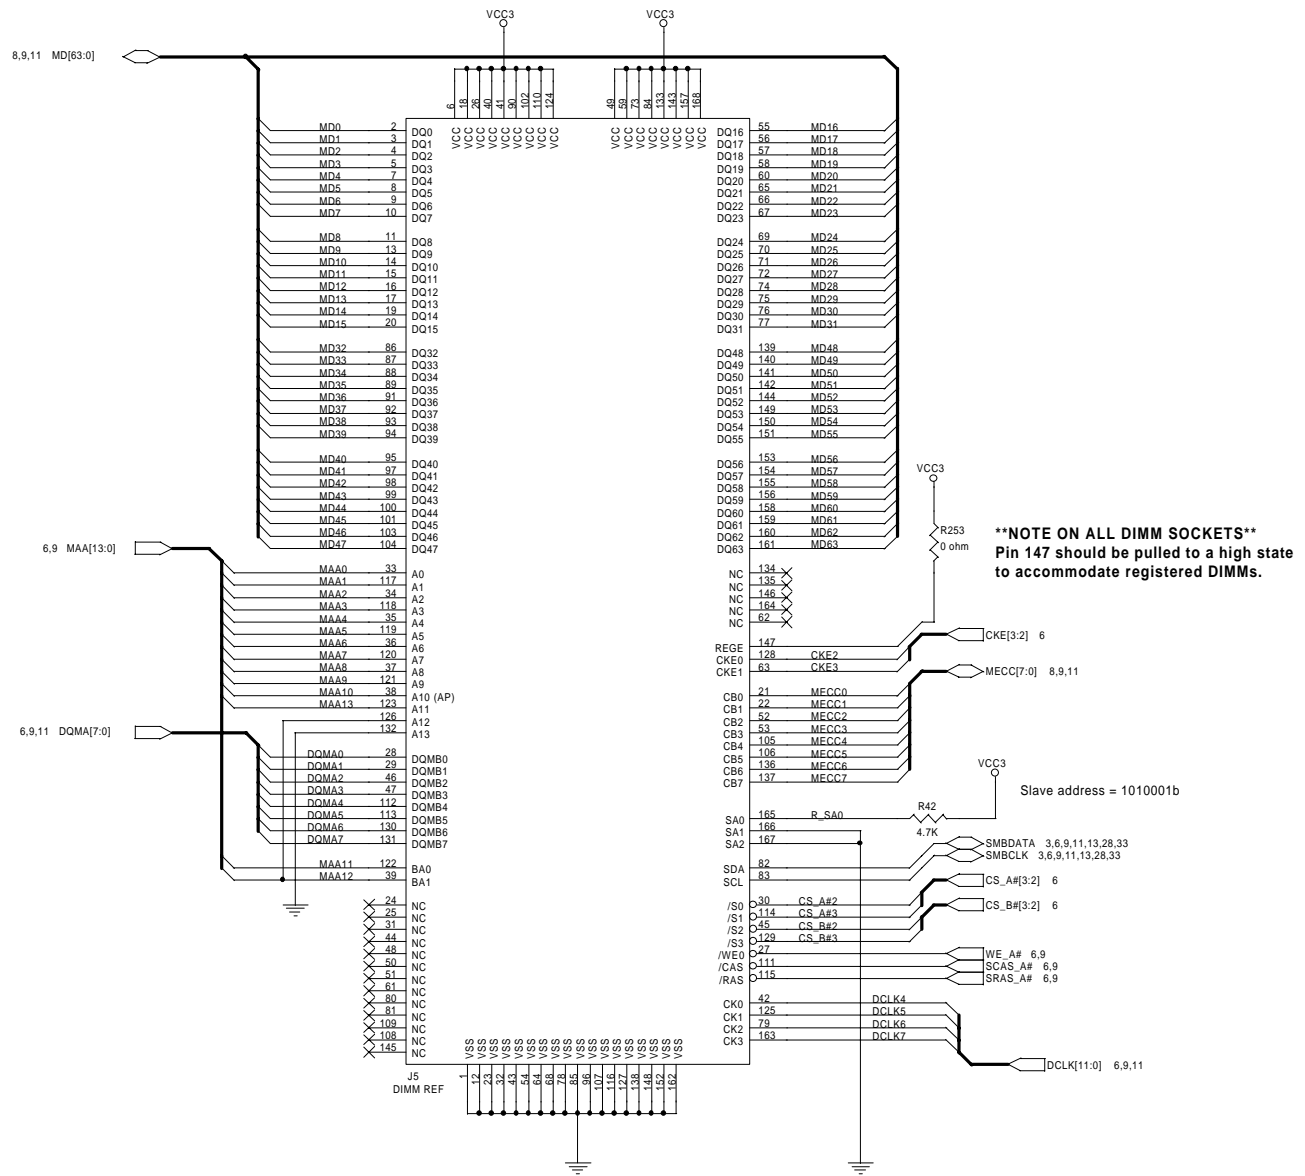 VCC3 VCC3
8,9,11 MD[63:0]
6 18 26 40 41 90 102 110 124
49 59 73 84 133 143 157 168
VCC VCC VCC VCC VCC VCC VCC VCC VCC
VCC VCC VCC VCC VCC VCC VCC VCC
MD0 2 DQ0 DQ16 55 MD16
MD1 3 DQ1 DQ17 56 MD17
MD2 4 DQ2 DQ18 57 MD18
MD3 5 DQ3 DQ19 58 MD19
MD4 7 DQ4 DQ20 60 MD20
MD5 8 DQ5 DQ21 65 MD21
MD6 9 DQ6 DQ22 66 MD22
MD7 10 DQ7 DQ23 67 MD23
MD8 11 DQ8 DQ24 69 MD24
MD9 13 DQ9 DQ25 70 MD25
MD10 14 DQ10 DQ26 71 MD26
MD11 15 DQ11 DQ27 72 MD27
MD12 16 DQ12 DQ28 74 MD28
MD13 17 DQ13 DQ29 75 MD29
MD14 19 DQ14 DQ30 76 MD30
MD15 20 DQ15 DQ31 77 MD31
MD32 86 DQ32 DQ48 139 MD48
MD33 87 DQ33 DQ49 140 MD49
MD34 88 DQ34 DQ50 141 MD50
MD35 89 DQ35 DQ51 142 MD51
MD36 91 DQ36 DQ52 144 MD52
MD37 92 DQ37 DQ53 149 MD53
MD38 93 DQ38 DQ54 150 MD54
MD39 94 DQ39 DQ55 151 MD55
MD40 95 DQ40 DQ56 153 MD56
MD41 97 DQ41 DQ57 154 MD57
MD42 98 DQ42 DQ58 155 MD58
MD43 99 DQ43 DQ59 156 MD59
MD44 100 DQ44 DQ60 158 MD60
MD45 101 DQ45 DQ61 159 MD61
MD46 103 DQ46 DQ62 160 MD62
MD47 104 DQ47 DQ63 161 MD63
VCC3
R253
0 ohm
**NOTE ON ALL DIMM SOCKETS**
Pin 147 should be pulled to a high state
to accommodate registered DIMMs.
6,9 MAA[13:0]
MAA0 33 A0 NC 134
MAA1 117 A1 NC 135
MAA2 34 A2 NC 146
MAA3 118 A3 NC 164
MAA4 35 A4 NC 62
MAA5 119 A5
MAA6 36 A6 REGE 147
MAA7 120 A7 CKE0 128 CKE2
MAA8 37 A8 CKE1 63 CKE3
CKE[3:2] 6
MECC[7:0] 8,9,11
MAA9 121 A9
MAA10 38 A10 (AP) CB0 21 MECC0
MAA13 123 A11 CB1 22 MECC1
126 A12 CB2 52 MECC2
132 A13 CB3 53 MECC3
CB4 105 MECC4
6,9,11 DQMA[7:0]
DQMA0 28 DQMB0 CB5 106 MECC5
DQMA1 29 DQMB1 CB6 136 MECC6
DQMA2 46 DQMB2 CB7 137 MECC7
DQMA3 47 DQMB3
DQMA4 112 DQMB4
DQMA5 113 DQMB5 SA0 165 R_SA0
DQMA6 130 DQMB6 SA1 166
DQMA7 131 DQMB7 SA2 167
VCC3
R42
4.7K
Slave address = 1010001b
MAA11 122 BA0 SDA 82 SMBDATA 3,6,9,11,13,28,33
MAA12 39 BA1 SCL 83 SMBCLK 3,6,9,11,13,28,33
CS_A#[3:2] 6
CS_B#[3:2] 6
24 NC /S0 30 CS_A#2
25 NC /S1 114 CS_A#3
31 NC /S2 45 CS_B#2
44 NC /S3 129 CS_B#3
48 NC /WE0 27 WE_A# 6,9
50 NC /CAS 111 SCAS_A# 6,9
51 NC /RAS 115 SRAS_A# 6,9
61 NC
80 NC CK0 42 DCLK4
81 NC CK1 125 DCLK5
109 NC CK2 79 DCLK6
108 NC CK3 163 DCLK7
145 NC
DCLK[11:0] 6,9,11
VSS VSS VSS VSS VSS VSS VSS VSS VSS VSS VSS VSS VSS VSS VSS VSS VSS VSS
J5
DIMM REF
1 12 23 32 43 54 64 68 78 85 96 107 116 127 138 148 152 162